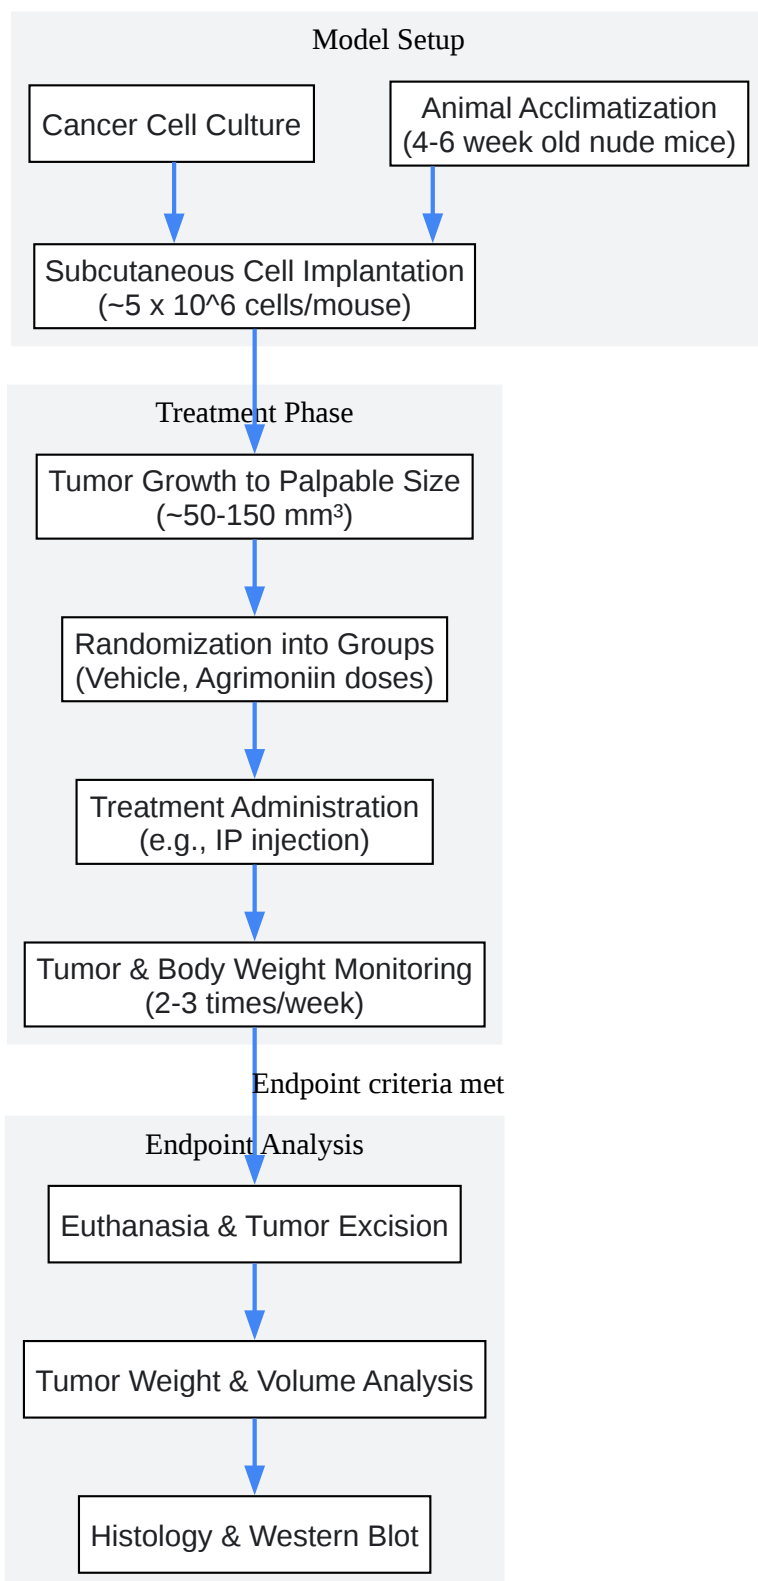 Model Setup
Cancer Cell Culture
Animal Acclimatization
(4-6 week old nude mice)
Subcutaneous Cell Implantation
(~5 x 10^6 cells/mouse)
Treatment Phase
Tumor Growth to Palpable Size
(~50-150 mm³)
Randomization into Groups
(Vehicle, Agrimoniin doses)
Treatment Administration
(e.g., IP injection)
Tumor & Body Weight Monitoring
(2-3 times/week)
Endpoint criteria met
Endpoint Analysis
Euthanasia & Tumor Excision
Tumor Weight & Volume Analysis
Histology & Western Blot